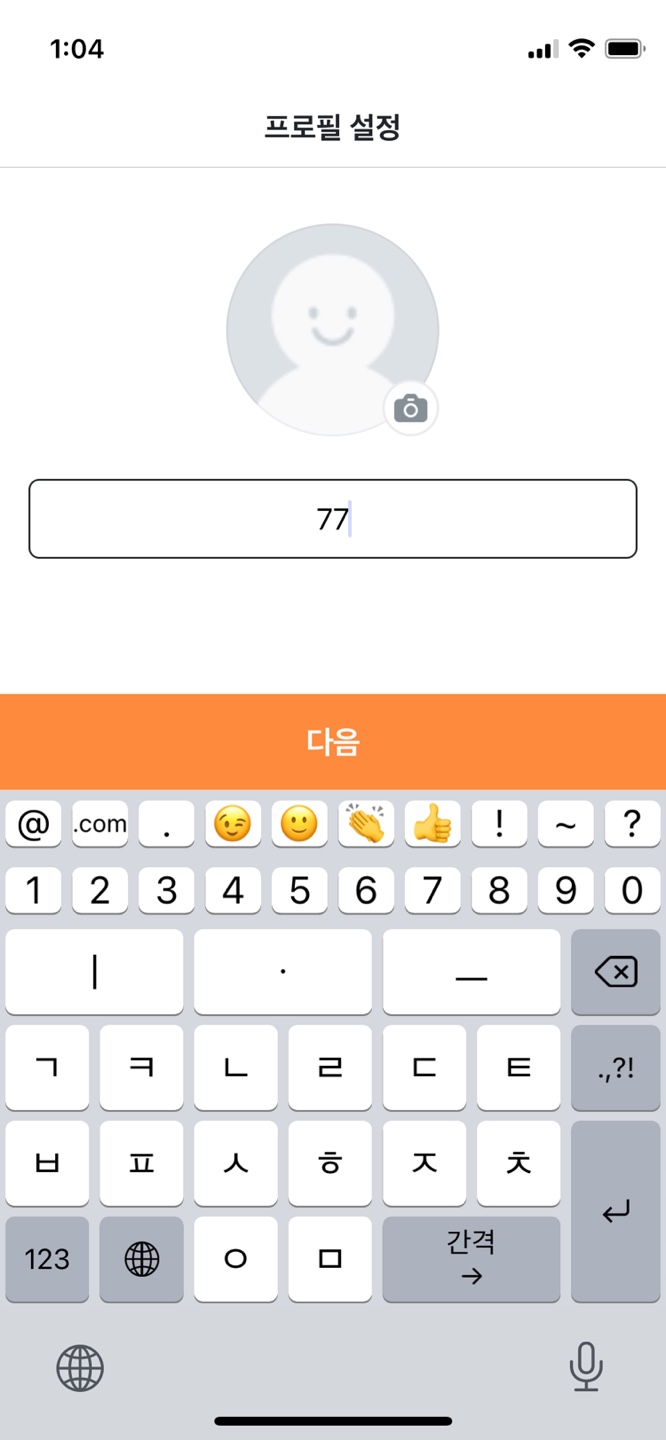 1:04
프로필 설정
77
다음
@ .com . 😉 🙂 👏 👍 ! ~ ?
1 2 3 4 5 6 7 8 9 0
ㅣ · ㅡ
ㄱ ㅋ ㄴ ㄹ ㄷ ㅌ .,?!
ㅂ ㅍ ㅅ ㅎ ㅈ ㅊ
123 ㅇ ㅁ 간격
→